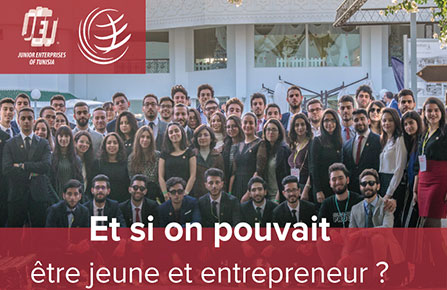 JET
JUNIOR ENTERPRISES
OF TUNISIA
Et si on pouvait
être jeune et entrepreneur ?